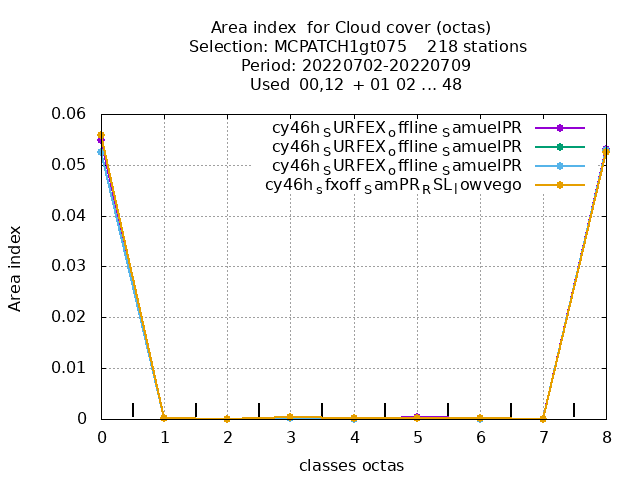 Area index  for Cloud cover (octas)
Selection: MCPATCH1gt075    218 stations
Period: 20220702-20220709
Used  00,12  + 01 02 ... 48
cy46h_SURFEX_offline_SamuelPR
cy46h_SURFEX_offline_SamuelPR
cy46h_SURFEX_offline_SamuelPR
cy46h_sfxoff_SamPR_RSL_lowvego
0.06
0.05
0.04
0.03
0.02
0.01
0
Area index
0 1 2 3 4 5 6 7 8
classes octas